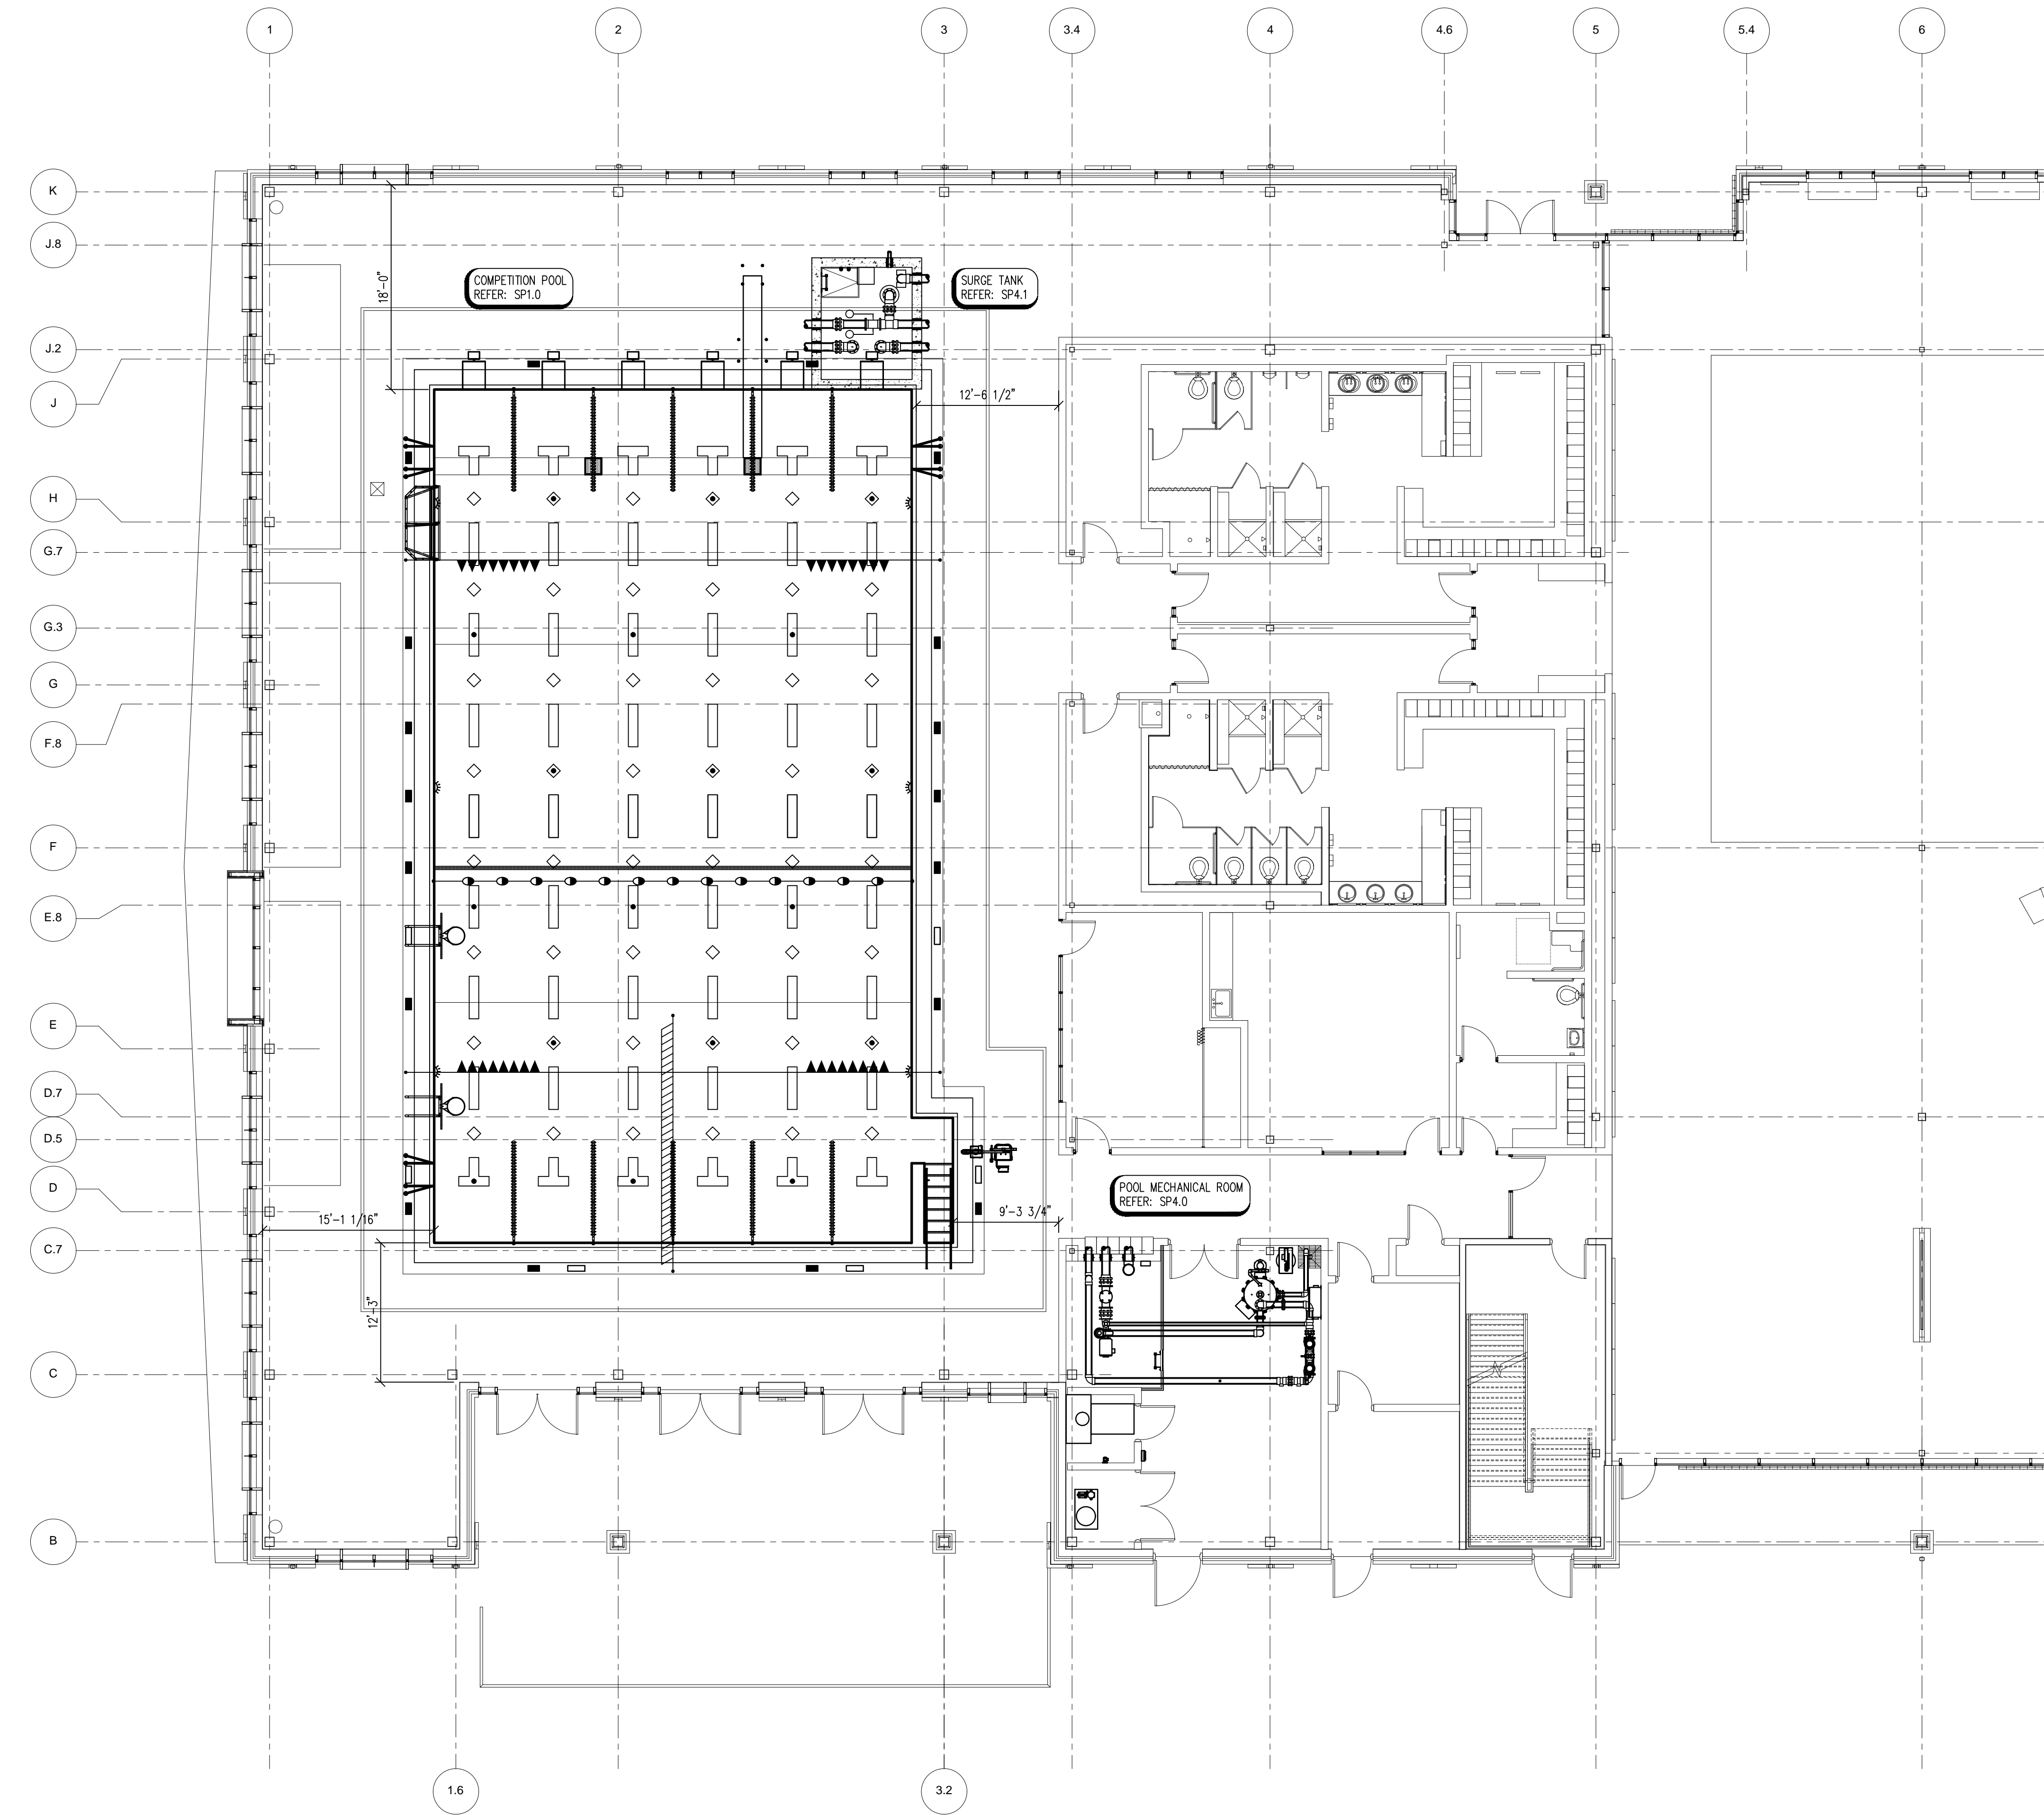 1
2
3
3.4
4
4.6
5
5.4
6
K
J.8
J.2
J
H
G.7
G.3
G
F.8
F
E.8
E
D.7
D.5
D
C.7
C
B
18'-0"
COMPETITION POOL
REFER: SP1.0
SURGE TANK
REFER: SP4.1
12'-6 1/2"
15'-1 1/16"
9'-3 3/4"
POOL MECHANICAL ROOM
REFER: SP4.0
12'-3"
1.6
3.2